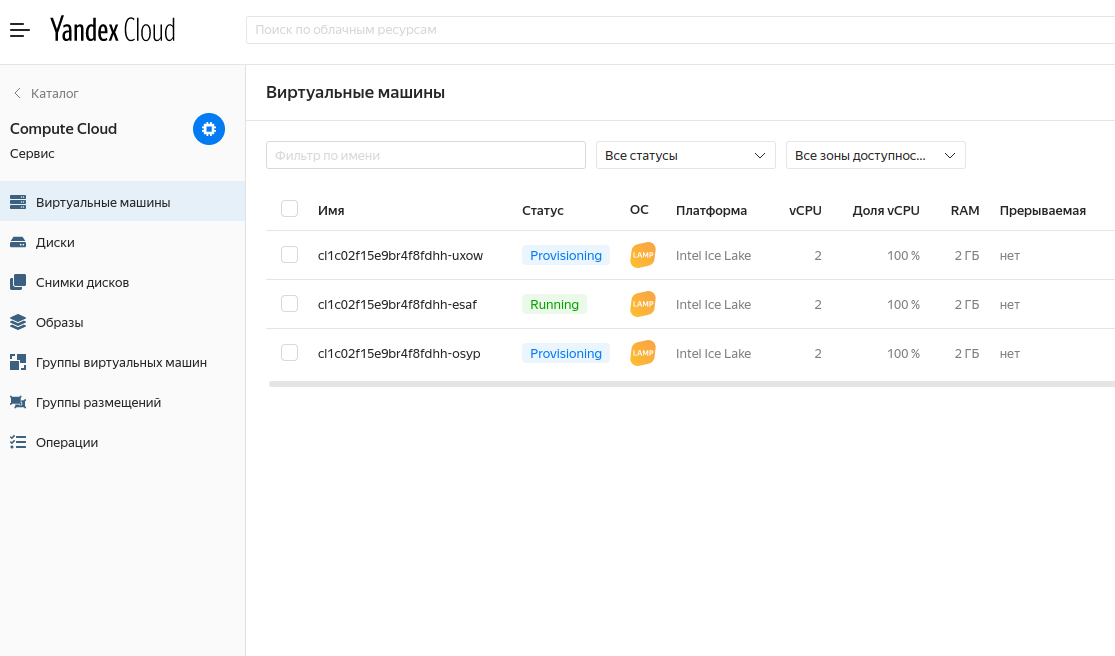 Yandex Cloud
Поиск по облачным ресурсам
Каталог
Compute Cloud
Сервис
Виртуальные машины
Диски
Снимки дисков
Образы
Группы виртуальных машин
Группы размещений
Операции
Виртуальные машины
Фильтр по имени
Все статусы
Все зоны доступнос...
Имя Статус ОС Платформа vCPU Доля vCPU RAM Прерываемая
cl1c02f15e9br4f8fdhh-uxow Provisioning LAMP Intel Ice Lake 2 100 % 2 ГБ нет
cl1c02f15e9br4f8fdhh-esaf Running LAMP Intel Ice Lake 2 100 % 2 ГБ нет
cl1c02f15e9br4f8fdhh-osyp Provisioning LAMP Intel Ice Lake 2 100 % 2 ГБ нет